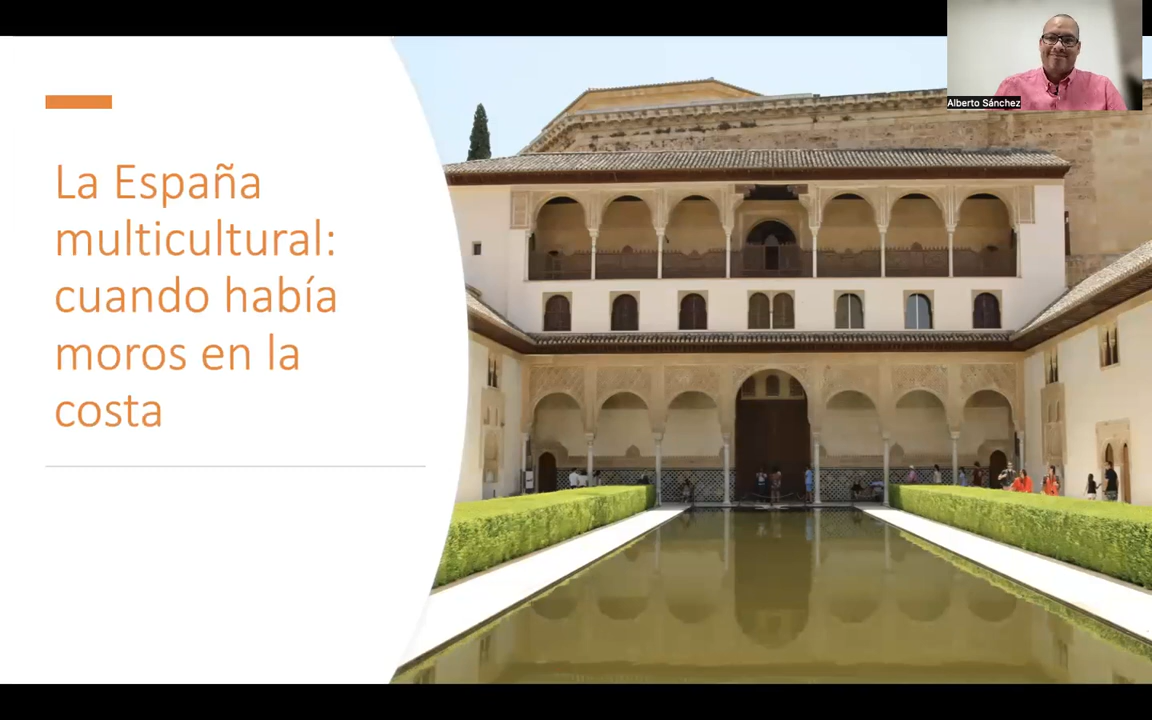 La España
multicultural:
cuando había
moros en la
costa
Alberto Sánchez